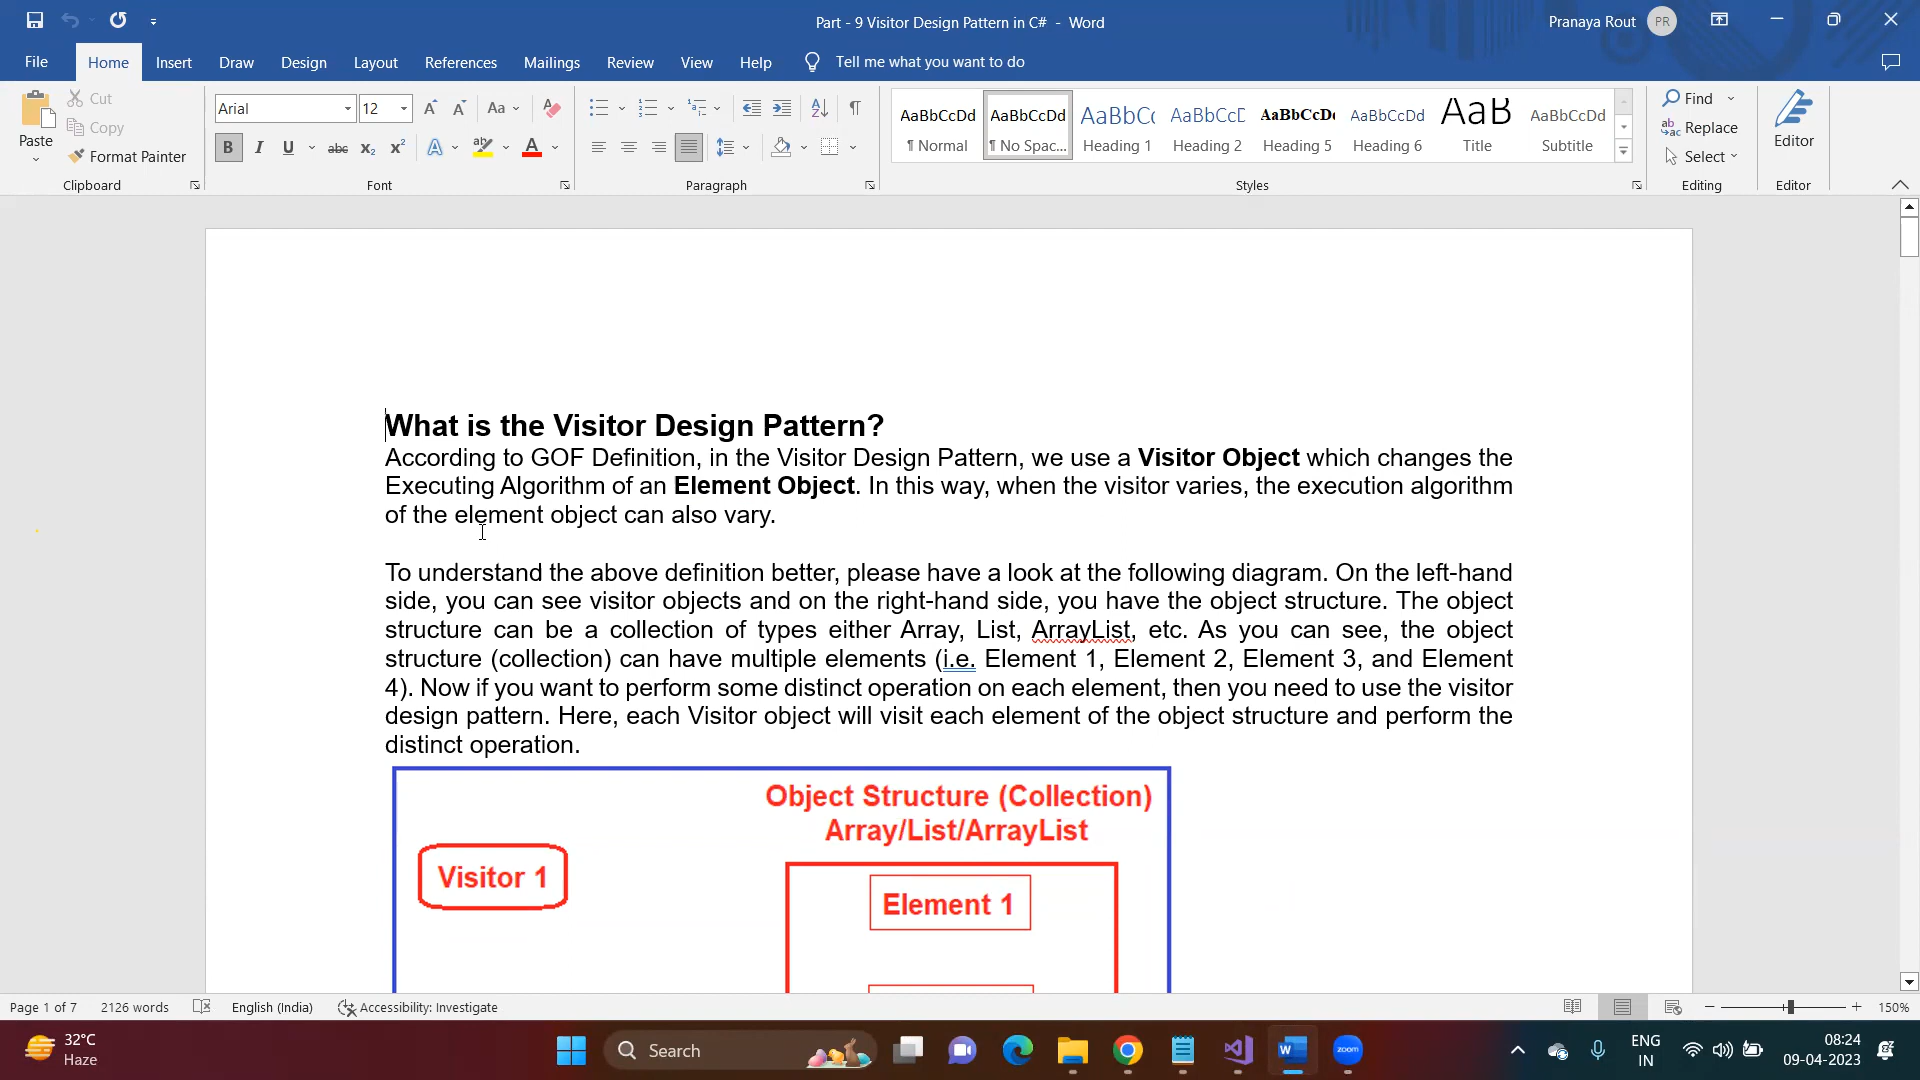 Part - 9 Visitor Design Pattern in C# - Word
Pranaya Rout PR
File Home Insert Draw Design Layout References Mailings Review View Help Tell me what you want to do
Paste
Cut
Copy
Format Painter
Clipboard
Arial 12
Font
Paragraph
AaBbCcDd AaBbCcDd AaBbCc AaBbCcD AaBbCcDd AaBbCcDd AaB AaBbCcDd
¶ Normal ¶ No Spac... Heading 1 Heading 2 Heading 5 Heading 6 Title Subtitle
Styles
Find
Replace
Select
Editing
Editor
Editor
What is the Visitor Design Pattern?
According to GOF Definition, in the Visitor Design Pattern, we use a Visitor Object which changes the
Executing Algorithm of an Element Object. In this way, when the visitor varies, the execution algorithm
of the element object can also vary.
To understand the above definition better, please have a look at the following diagram. On the left-hand
side, you can see visitor objects and on the right-hand side, you have the object structure. The object
structure can be a collection of types either Array, List, ArrayList, etc. As you can see, the object
structure (collection) can have multiple elements (i.e. Element 1, Element 2, Element 3, and Element
4). Now if you want to perform some distinct operation on each element, then you need to use the visitor
design pattern. Here, each Visitor object will visit each element of the object structure and perform the
distinct operation.
Object Structure (Collection)
Array/List/ArrayList
Visitor 1
Element 1
Page 1 of 7 2126 words English (India) Accessibility: Investigate 150%
32°C
Haze
Search
zoom
ENG
IN
08:24
09-04-2023